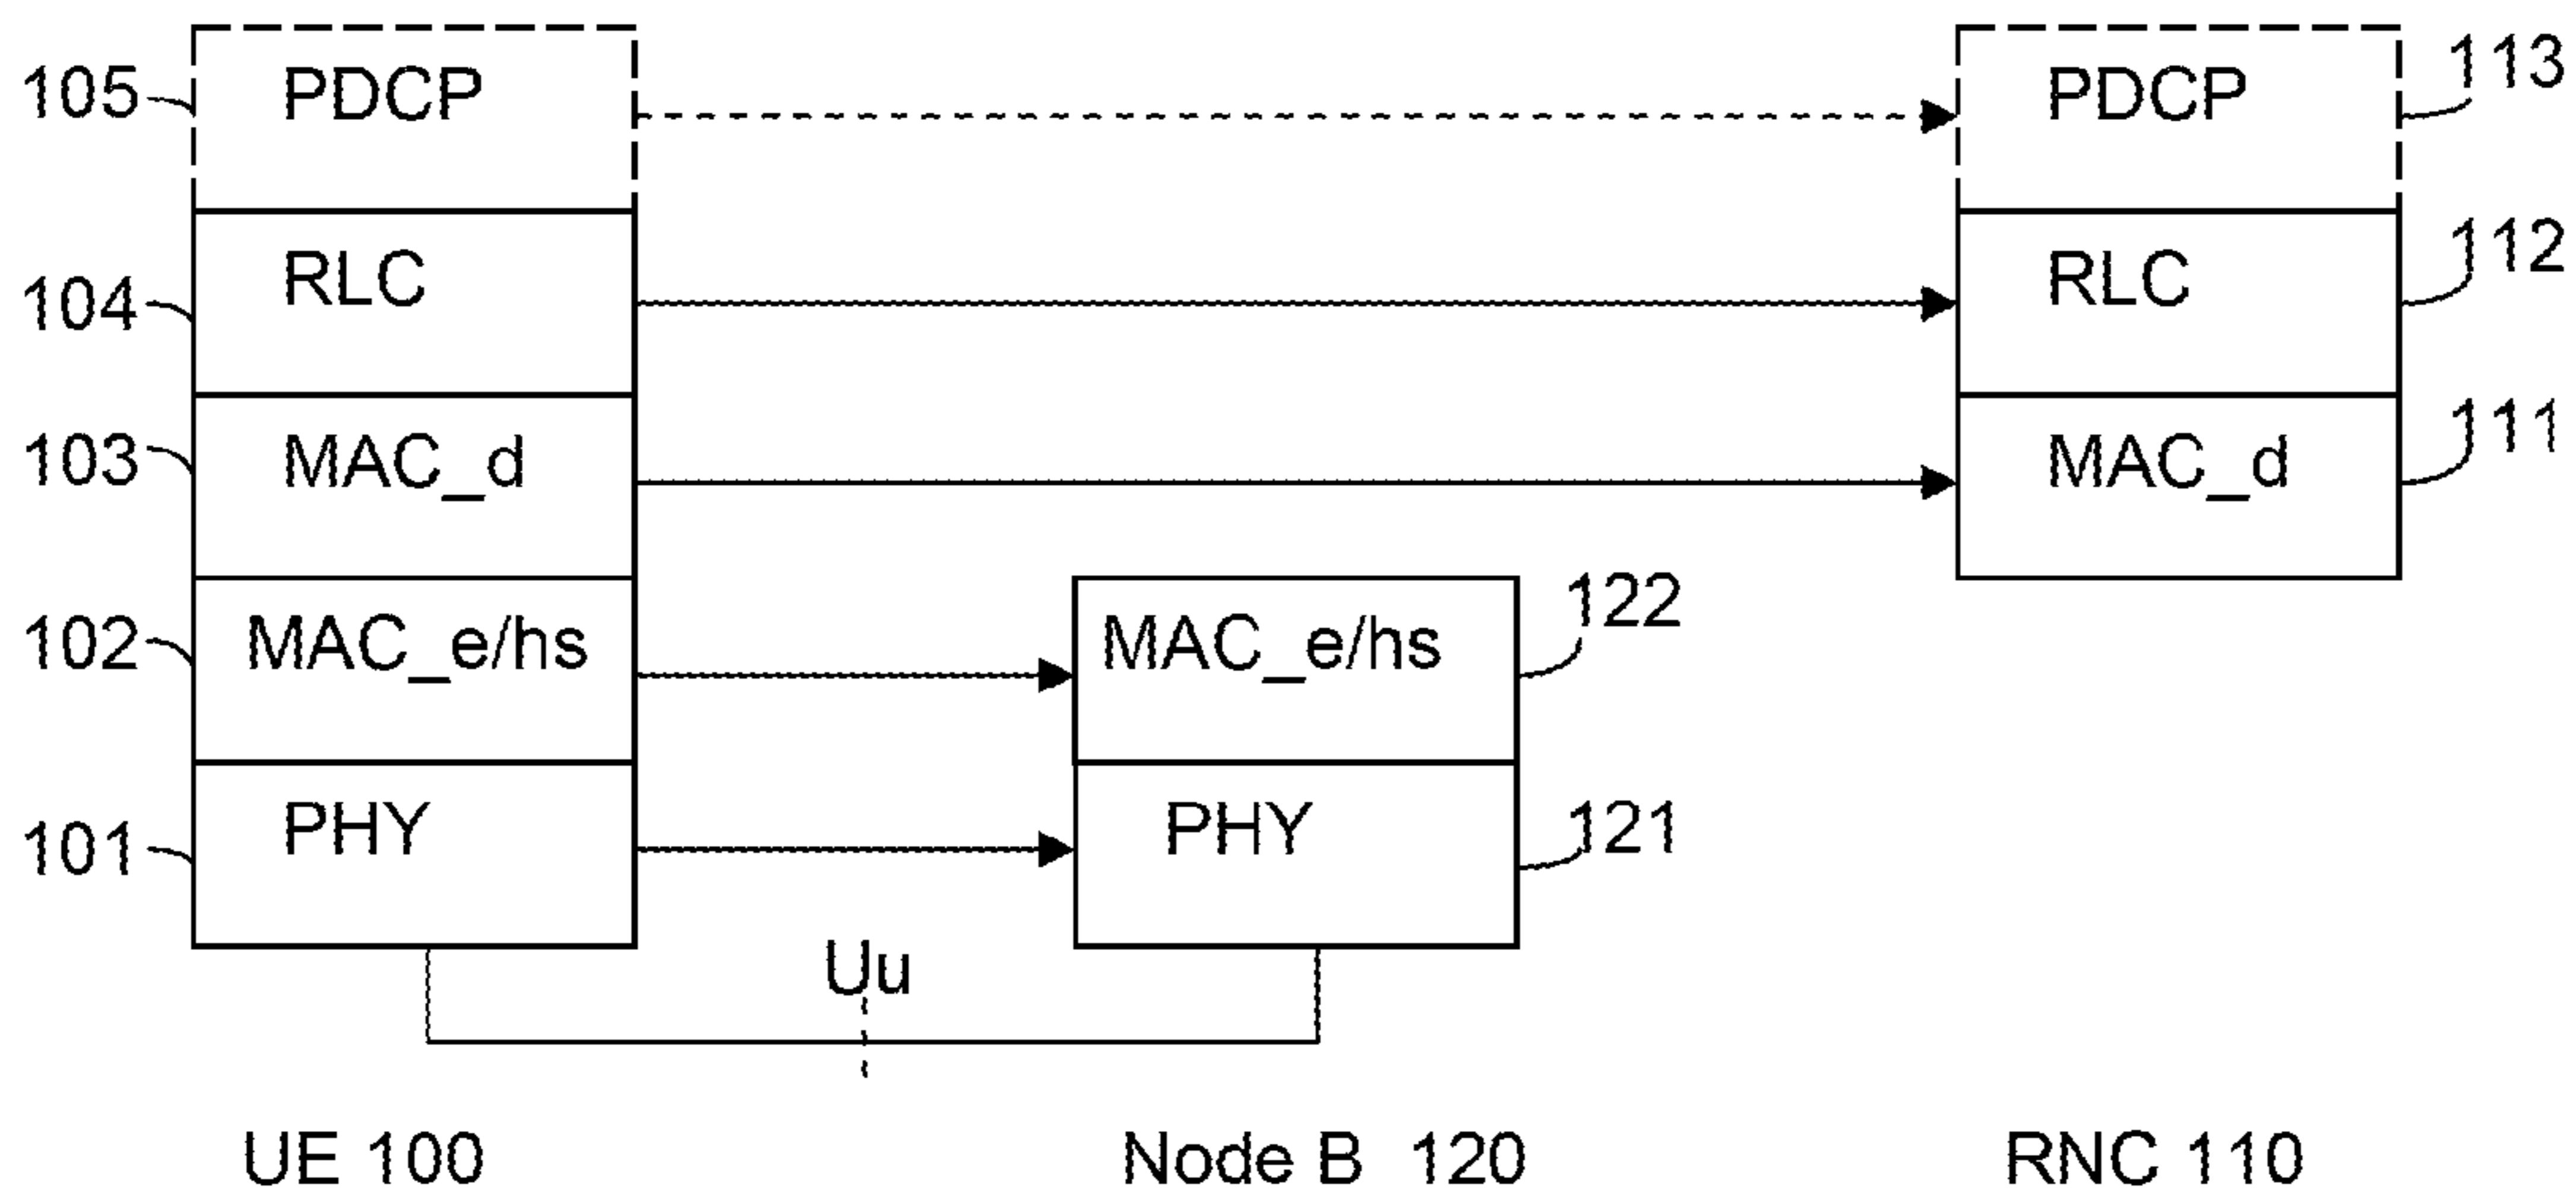 105 PDCP PDCP 113
104 RLC RLC 112
103 MAC_d MAC_d 111
102 MAC_e/hs MAC_e/hs 122
101 PHY PHY 121
Uu
UE 100 Node B 120 RNC 110